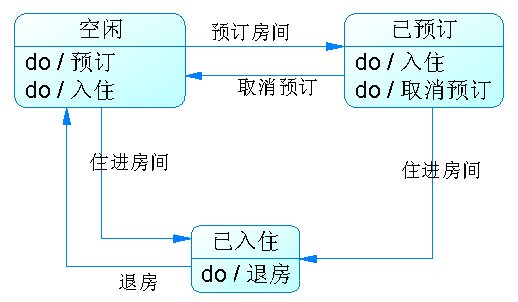 空闲
do / 预订
do / 入住
预订房间
取消预订
已预订
do / 入住
do / 取消预订
住进房间
住进房间
已入住
do / 退房
退房